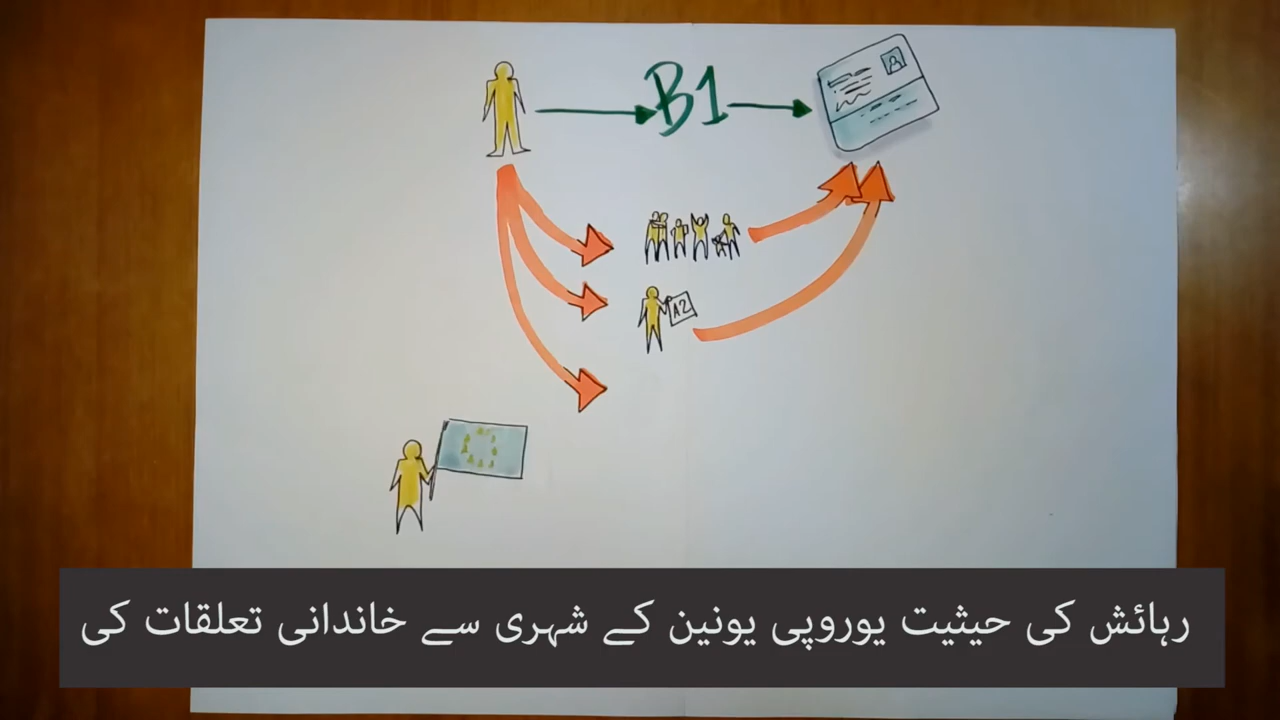 B1
A2
رہائش کی حیثیت یوروپی یونین کے شہری سے خاندانی تعلقات کی